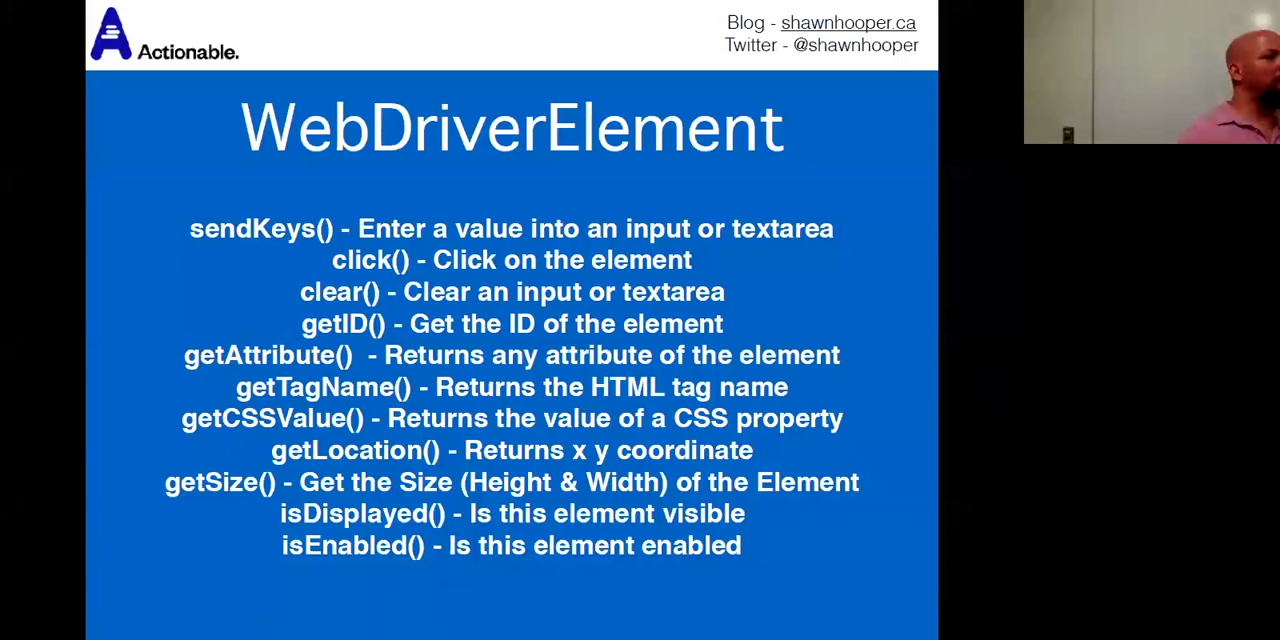 Actionable.
Blog - shawnhooper.ca
Twitter - @shawnhooper
WebDriverElement
sendKeys() - Enter a value into an input or textarea
click() - Click on the element
clear() - Clear an input or textarea
getID() - Get the ID of the element
getAttribute()  - Returns any attribute of the element
getTagName() - Returns the HTML tag name
getCSSValue() - Returns the value of a CSS property
getLocation() - Returns x y coordinate
getSize() - Get the Size (Height & Width) of the Element
isDisplayed() - Is this element visible
isEnabled() - Is this element enabled